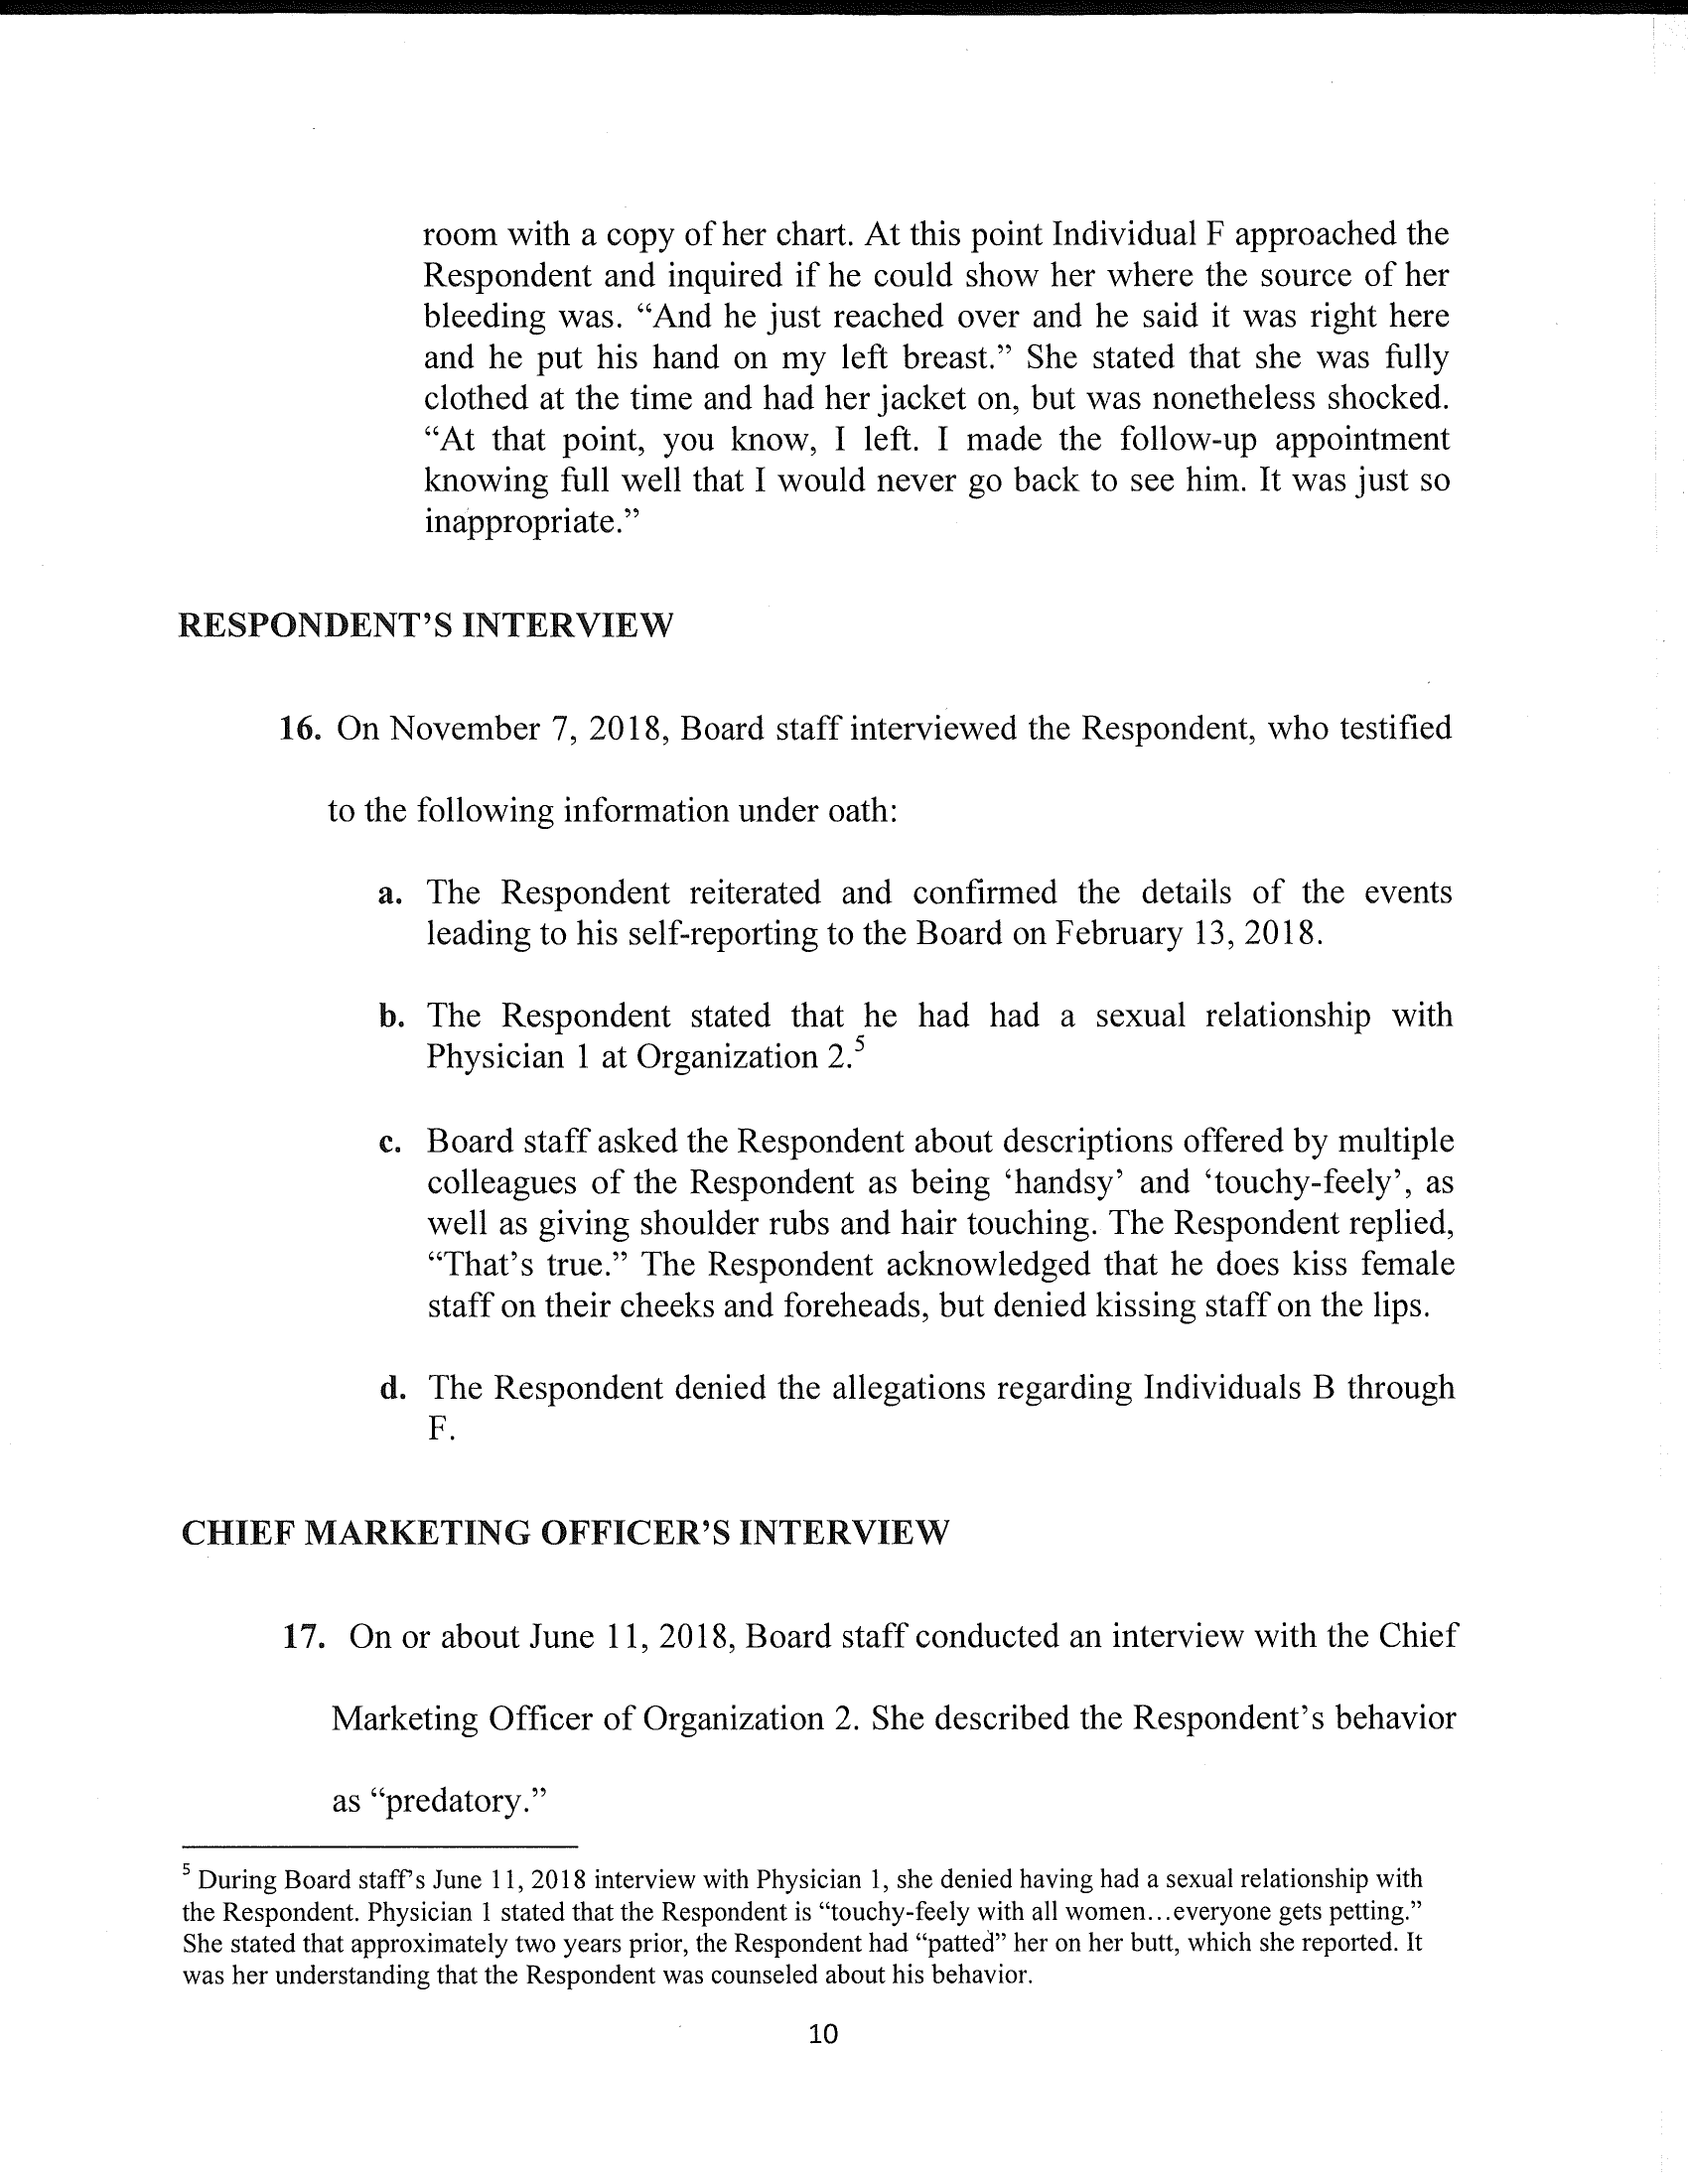 room with a copy of her chart. At this point Individual F approached the
Respondent and inquired if he could show her where the source of her
bleeding was. “And he just reached over and he said it was right here
and he put his hand on my left breast.” She stated that she was fully
clothed at the time and had her jacket on, but was nonetheless shocked.
“At that point, you know, I left. I made the follow-up appointment
knowing full well that I would never go back to see him. It was just so
inappropriate.”
RESPONDENT’S INTERVIEW
16. On November 7, 2018, Board staff interviewed the Respondent, who testified
to the following information under oath:
a. The Respondent reiterated and confirmed the details of the events
leading to his self-reporting to the Board on February 13, 2018.
b. The Respondent stated that he had had a sexual relationship with
Physician 1 at Organization 2.5
c. Board staff asked the Respondent about descriptions offered by multiple
colleagues of the Respondent as being ‘handsy’ and ‘touchy-feely’, as
well as giving shoulder rubs and hair touching. The Respondent replied,
“That’s true.” The Respondent acknowledged that he does kiss female
staff on their cheeks and foreheads, but denied kissing staff on the lips.
d. The Respondent denied the allegations regarding Individuals B through
F.
CHIEF MARKETING OFFICER’S INTERVIEW
17. On or about June 11, 2018, Board staff conducted an interview with the Chief
Marketing Officer of Organization 2. She described the Respondent’s behavior
as “predatory.”
5 During Board staff’s June 11, 2018 interview with Physician 1, she denied having had a sexual relationship with
the Respondent. Physician 1 stated that the Respondent is “touchy-feely with all women…everyone gets petting.”
She stated that approximately two years prior, the Respondent had “patted” her on her butt, which she reported. It
was her understanding that the Respondent was counseled about his behavior.
10